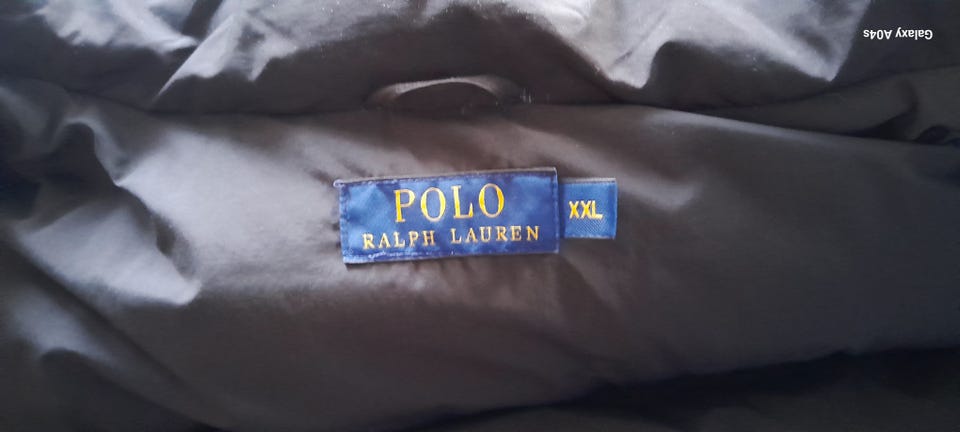 Galaxy A04s
POLO
RALPH LAUREN
XXL